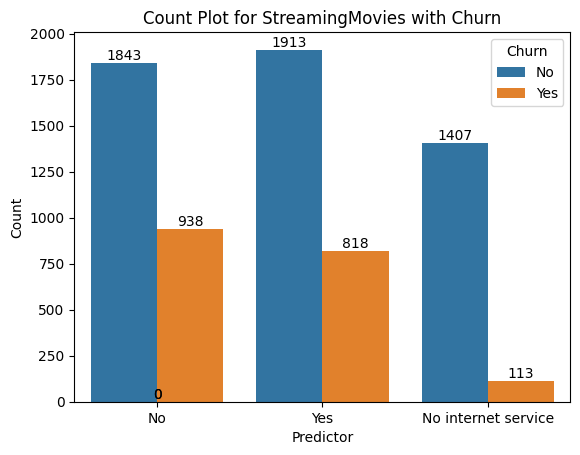 Count Plot for StreamingMovies with Churn
Churn
No
Yes
2000
1750
1500
1250
1000
750
500
250
0
Count
1843
938
0
1913
818
1407
113
No
Yes
No internet service
Predictor